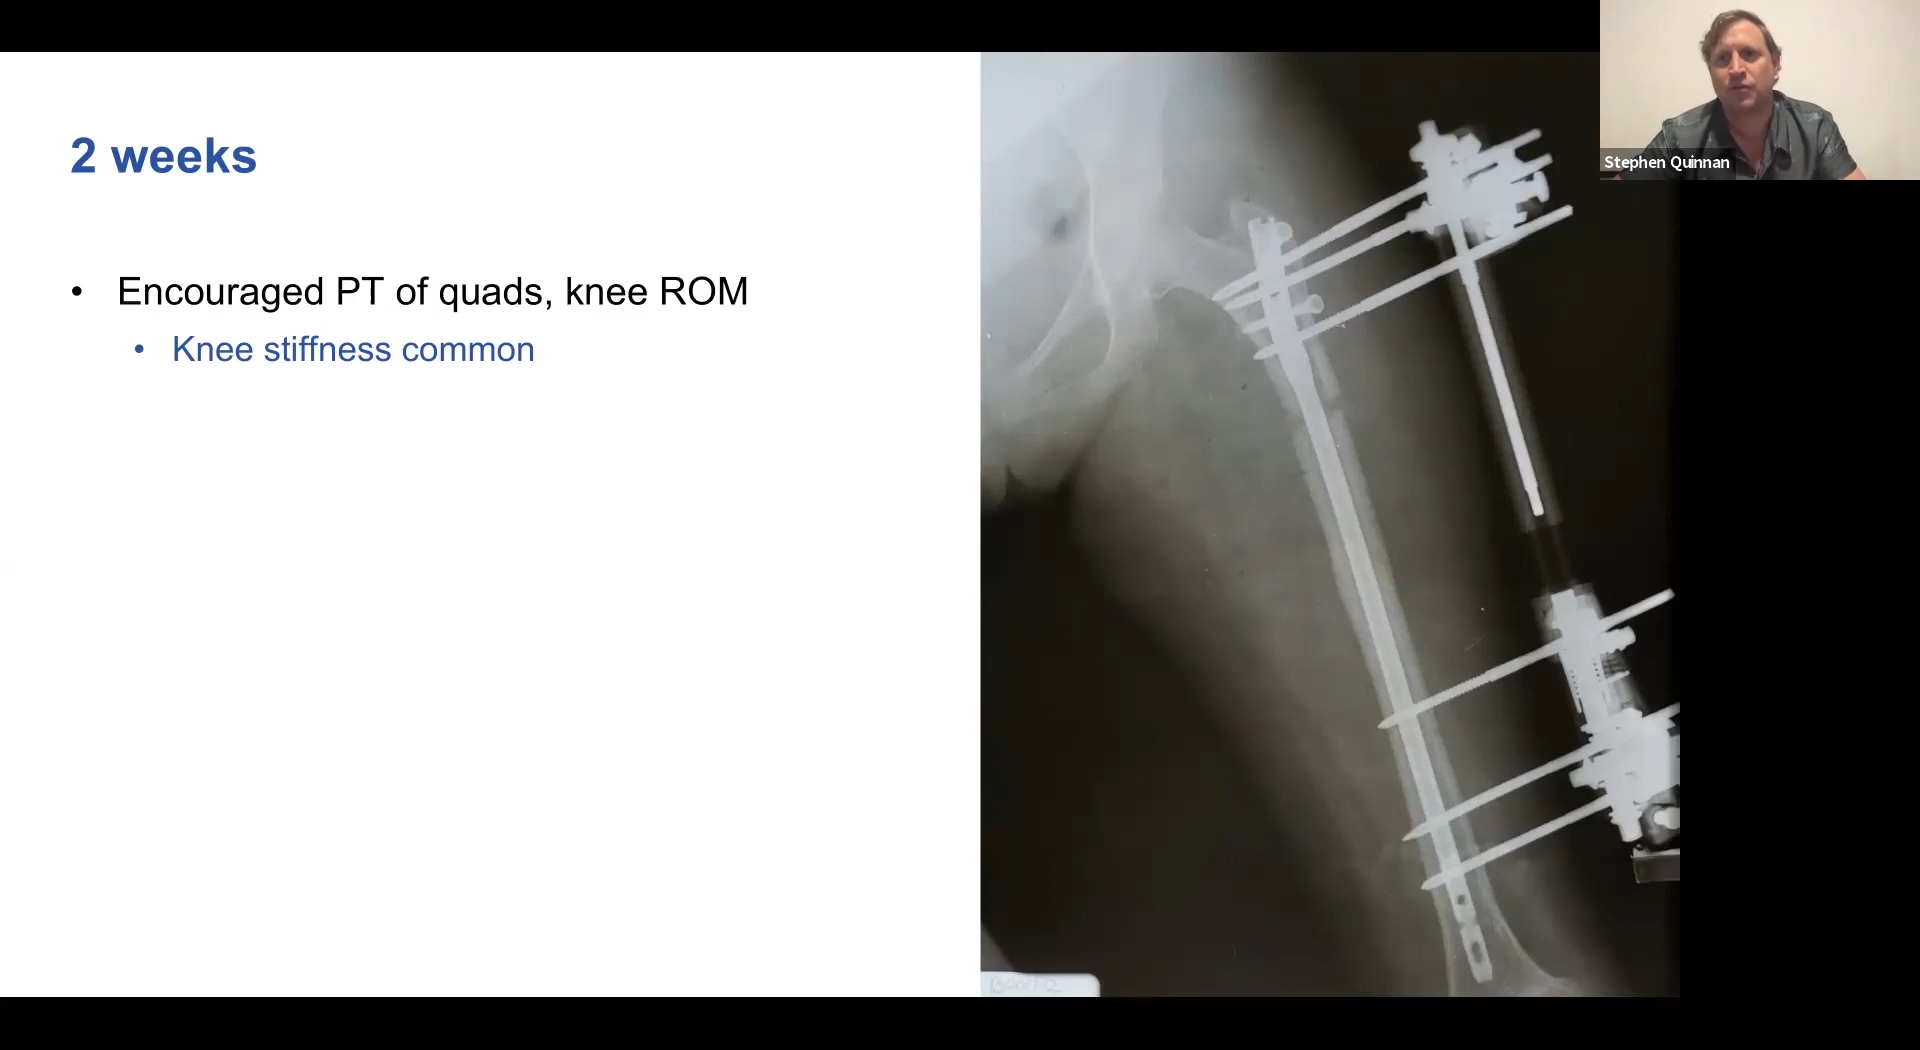 2 weeks
• Encouraged PT of quads, knee ROM
• Knee stiffness common
Stephen Quinnan